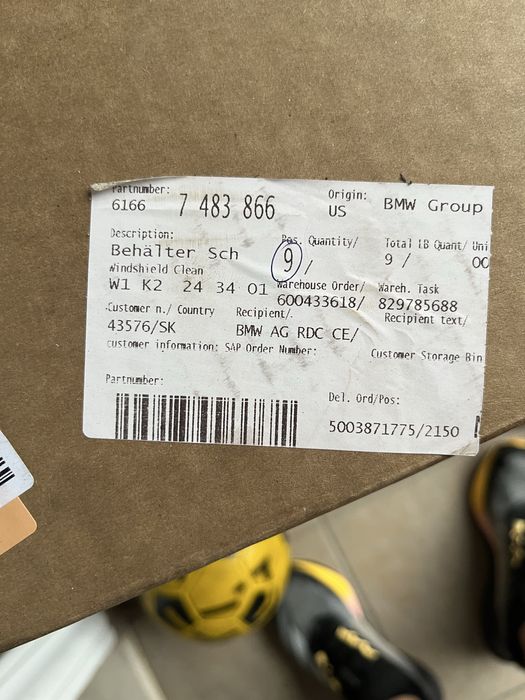 Partnumber:
6166 7 483 866
Origin:
US BMW Group
Description:
Behälter Sch
Windshield Clean
Pos. Quantity/
9/
Total LB Quant/ Uni
9 / 00
W1 K2 24 34 01
Warehouse Order/ Wareh. Task
600433618/ 829785688
Customer n./ Country Recipient/. Recipient text/
43576/SK BMW AG RDC CE/
customer information: SAP Order Number: Customer Storage Bin
Partnumber:
Del. Ord/Pos:
5003871775/2150